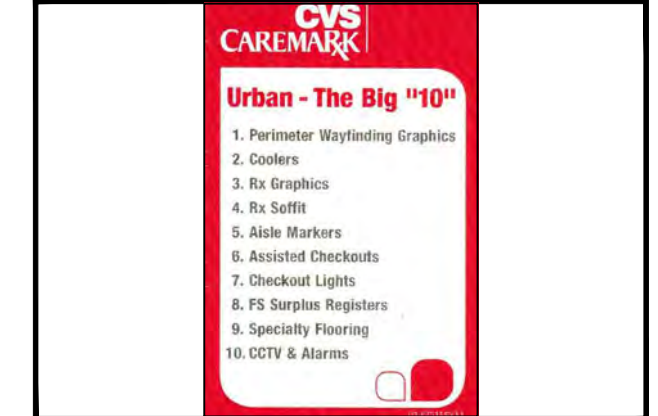 CVS
CAREMARK
Urban - The Big "10"
1. Perimeter Wayfinding Graphics
2. Coolers
3. Rx Graphics
4. Rx Soffit
5. Aisle Markers
6. Assisted Checkouts
7. Checkout Lights
8. FS Surplus Registers
9. Specialty Flooring
10. CCTV & Alarms